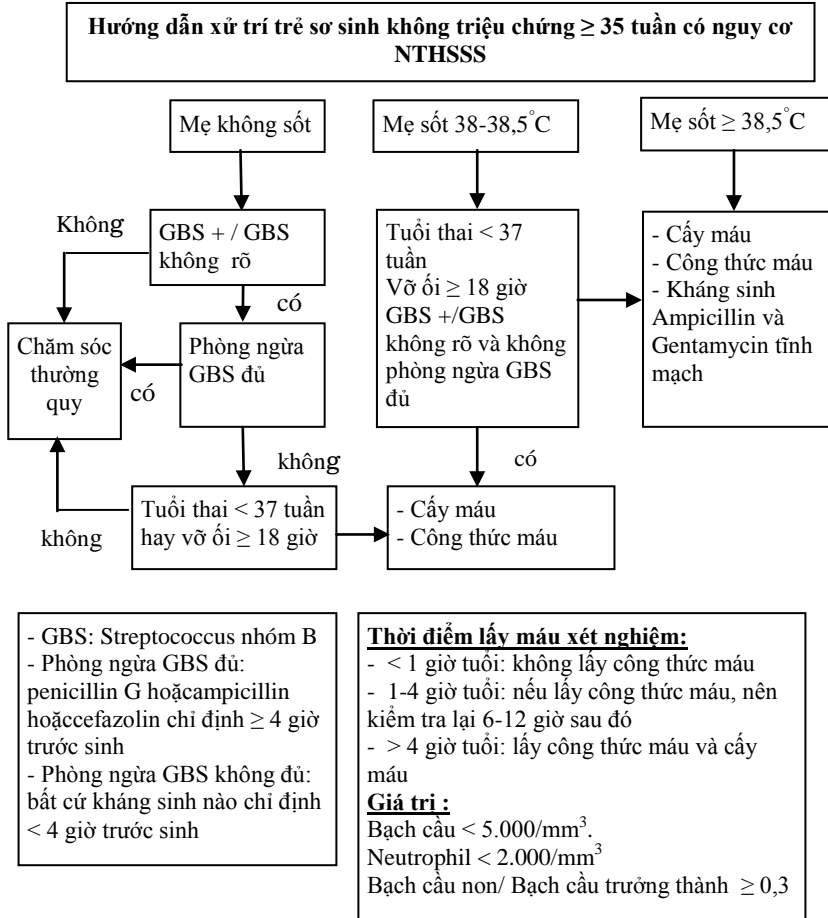 Hướng dẫn xử trí trẻ sơ sinh không triệu chứng ≥ 35 tuần có nguy cơ
NTHSSS
Mẹ không sốt
Mẹ sốt 38-38,5°C
Mẹ sốt ≥ 38,5°C
Không
GBS + / GBS
không rõ
có
Chăm sóc
thường
quy
có
Phòng ngừa
GBS đủ
không
không
Tuổi thai < 37 tuần
hay vỡ ối ≥ 18 giờ
Tuổi thai < 37
tuần
Vỡ ối ≥ 18 giờ
GBS +/GBS
không rõ và không
phòng ngừa GBS
đủ
có
- Cấy máu
- Công thức máu
- Cấy máu
- Công thức máu
- Kháng sinh
Ampicillin và
Gentamycin tĩnh
mạch
- GBS: Streptococcus nhóm B
- Phòng ngừa GBS đủ:
penicillin G hoặcampicillin
hoặccefazolin chỉ định ≥ 4 giờ
trước sinh
- Phòng ngừa GBS không đủ:
bất cứ kháng sinh nào chỉ định
< 4 giờ trước sinh
Thời điểm lấy máu xét nghiệm:
- < 1 giờ tuổi: không lấy công thức máu
- 1-4 giờ tuổi: nếu lấy công thức máu, nên
kiểm tra lại 6-12 giờ sau đó
- > 4 giờ tuổi: lấy công thức máu và cấy
máu
Giá trị :
Bạch cầu < 5.000/mm³.
Neutrophil < 2.000/mm³
Bạch cầu non/ Bạch cầu trưởng thành ≥ 0,3